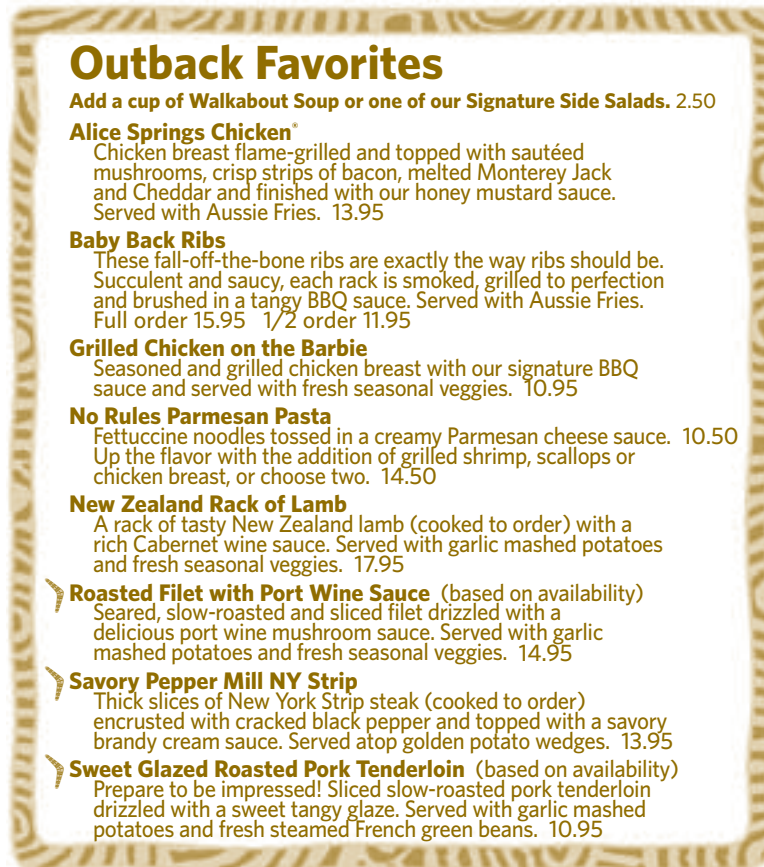 Outback Favorites
Add a cup of Walkabout Soup or one of our Signature Side Salads. 2.50
Alice Springs Chicken®
Chicken breast flame-grilled and topped with sautéed
mushrooms, crisp strips of bacon, melted Monterey Jack
and Cheddar and finished with our honey mustard sauce.
Served with Aussie Fries. 13.95
Baby Back Ribs
These fall-off-the-bone ribs are exactly the way ribs should be.
Succulent and saucy, each rack is smoked, grilled to perfection
and brushed in a tangy BBQ sauce. Served with Aussie Fries.
Full order 15.95 1/2 order 11.95
Grilled Chicken on the Barbie
Seasoned and grilled chicken breast with our signature BBQ
sauce and served with fresh seasonal veggies. 10.95
No Rules Parmesan Pasta
Fettuccine noodles tossed in a creamy Parmesan cheese sauce. 10.50
Up the flavor with the addition of grilled shrimp, scallops or
chicken breast, or choose two. 14.50
New Zealand Rack of Lamb
A rack of tasty New Zealand lamb (cooked to order) with a
rich Cabernet wine sauce. Served with garlic mashed potatoes
and fresh seasonal veggies. 17.95
Roasted Filet with Port Wine Sauce (based on availability)
Seared, slow-roasted and sliced filet drizzled with a
delicious port wine mushroom sauce. Served with garlic
mashed potatoes and fresh seasonal veggies. 14.95
Savory Pepper Mill NY Strip
Thick slices of New York Strip steak (cooked to order)
encrusted with cracked black pepper and topped with a savory
brandy cream sauce. Served atop golden potato wedges. 13.95
Sweet Glazed Roasted Pork Tenderloin (based on availability)
Prepare to be impressed! Sliced slow-roasted pork tenderloin
drizzled with a sweet tangy glaze. Served with garlic mashed
potatoes and fresh steamed French green beans. 10.95